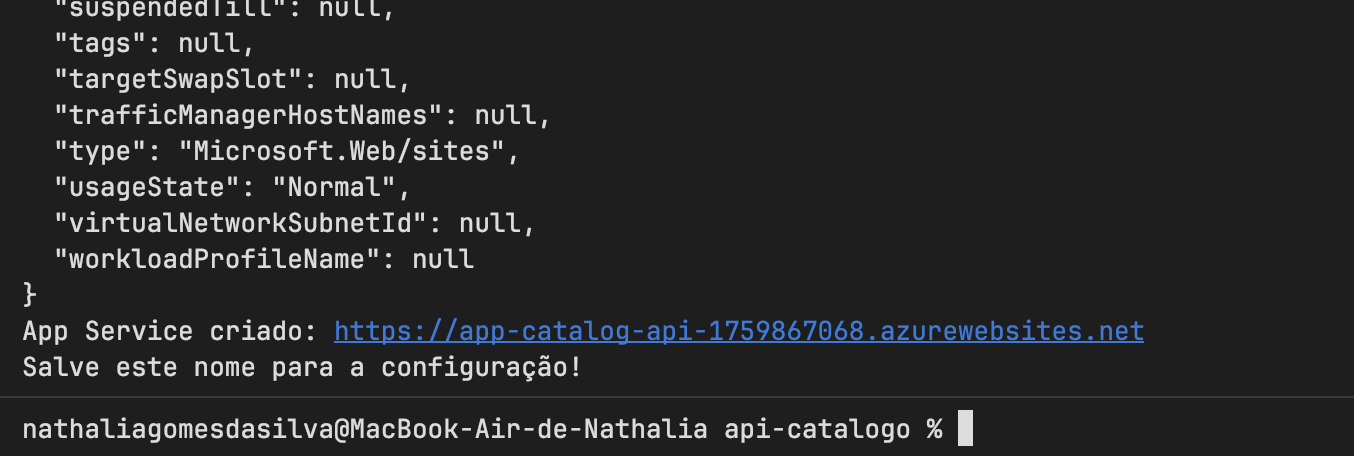 "suspendedTill": null,
"tags": null,
"targetSwapSlot": null,
"trafficManagerHostNames": null,
"type": "Microsoft.Web/sites",
"usageState": "Normal",
"virtualNetworkSubnetId": null,
"workloadProfileName": null
}
App Service criado: https://app-catalog-api-1759867068.azurewebsites.net
Salve este nome para a configuração!
nathaliagomesdasilva@MacBook-Air-de-Nathalia api-catalogo %